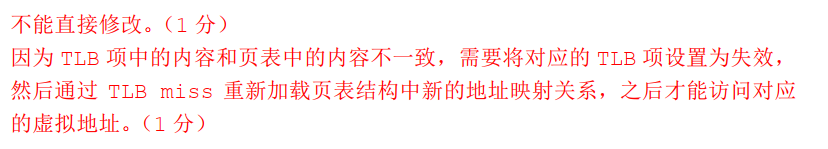 不能直接修改。（1 分）
因为 TLB 项中的内容和页表中的内容不一致，需要将对应的 TLB 项设置为失效，
然后通过 TLB miss 重新加载页表结构中新的地址映射关系，之后才能访问对应
的虚拟地址。（1 分）